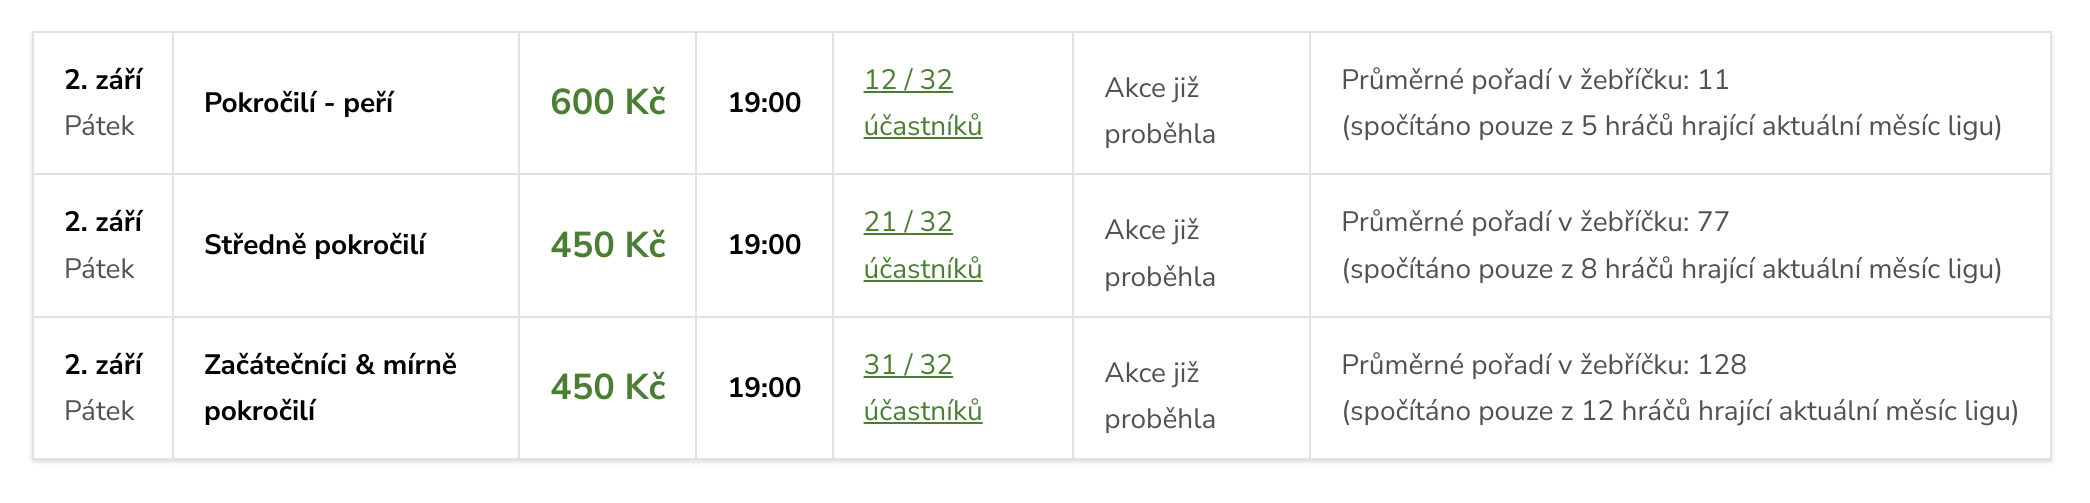 2. září
Pátek
Pokročilí - peří
600 Kč
19:00
12 / 32
účastníků
Akce již
proběhla
Průměrné pořadí v žebříčku: 11
(spočítáno pouze z 5 hráčů hrající aktuální měsíc ligu)
2. září
Pátek
Středně pokročilí
450 Kč
19:00
21 / 32
účastníků
Akce již
proběhla
Průměrné pořadí v žebříčku: 77
(spočítáno pouze z 8 hráčů hrající aktuální měsíc ligu)
2. září
Pátek
Začátečníci & mírně
pokročilí
450 Kč
19:00
31 / 32
účastníků
Akce již
proběhla
Průměrné pořadí v žebříčku: 128
(spočítáno pouze z 12 hráčů hrající aktuální měsíc ligu)